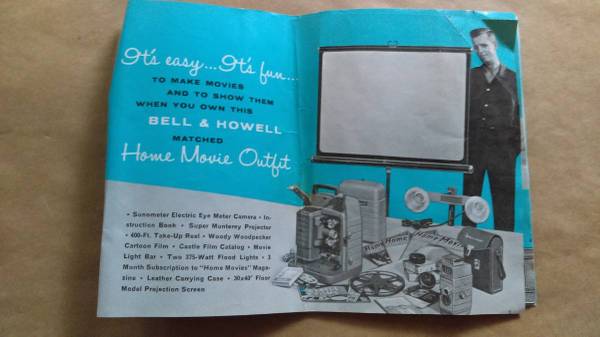 It's easy...It's fun...
TO MAKE MOVIES
AND TO SHOW THEM
WHEN YOU OWN THIS
BELL & HOWELL
MATCHED
Home Movie Outfit
• Sunometer Electric Eye Meter Camera • In-
struction Book • Super Monterey Projector
• 400-Ft. Take-Up Reel • Woody Woodpecker
Cartoon Film • Castle Film Catalog • Movie
Light Bar • Two 375-Watt Flood Lights • 3
Month Subscription to "Home Movies" Maga-
zine • Leather Carrying Case • 30x40" Floor
Model Projection Screen
Home
Home
Movie